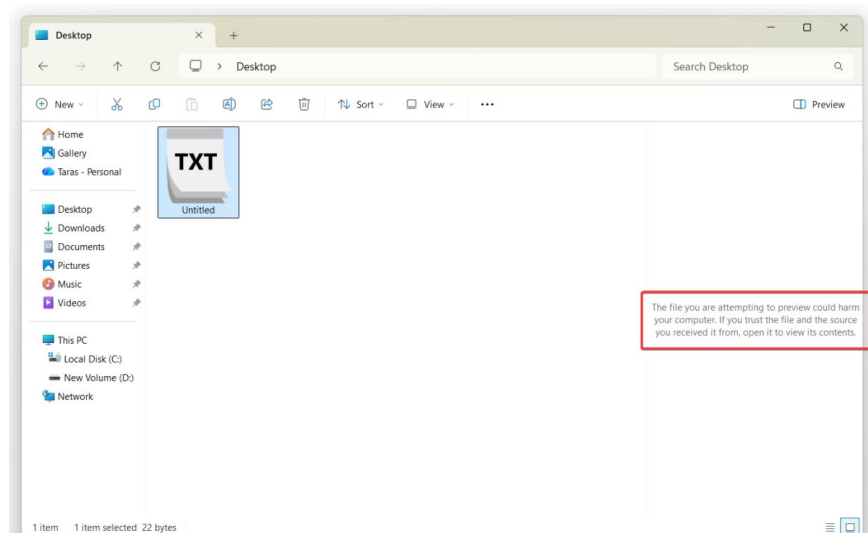 Desktop
Desktop
Search Desktop
New
Sort
View
Preview
Home
Gallery
Taras - Personal
Desktop
Downloads
Documents
Pictures
Music
Videos
This PC
Local Disk (C:)
New Volume (D:)
Network
TXT
Untitled
The file you are attempting to preview could harm
your computer. If you trust the file and the source
you received it from, open it to view its contents.
1 item 1 item selected 22 bytes